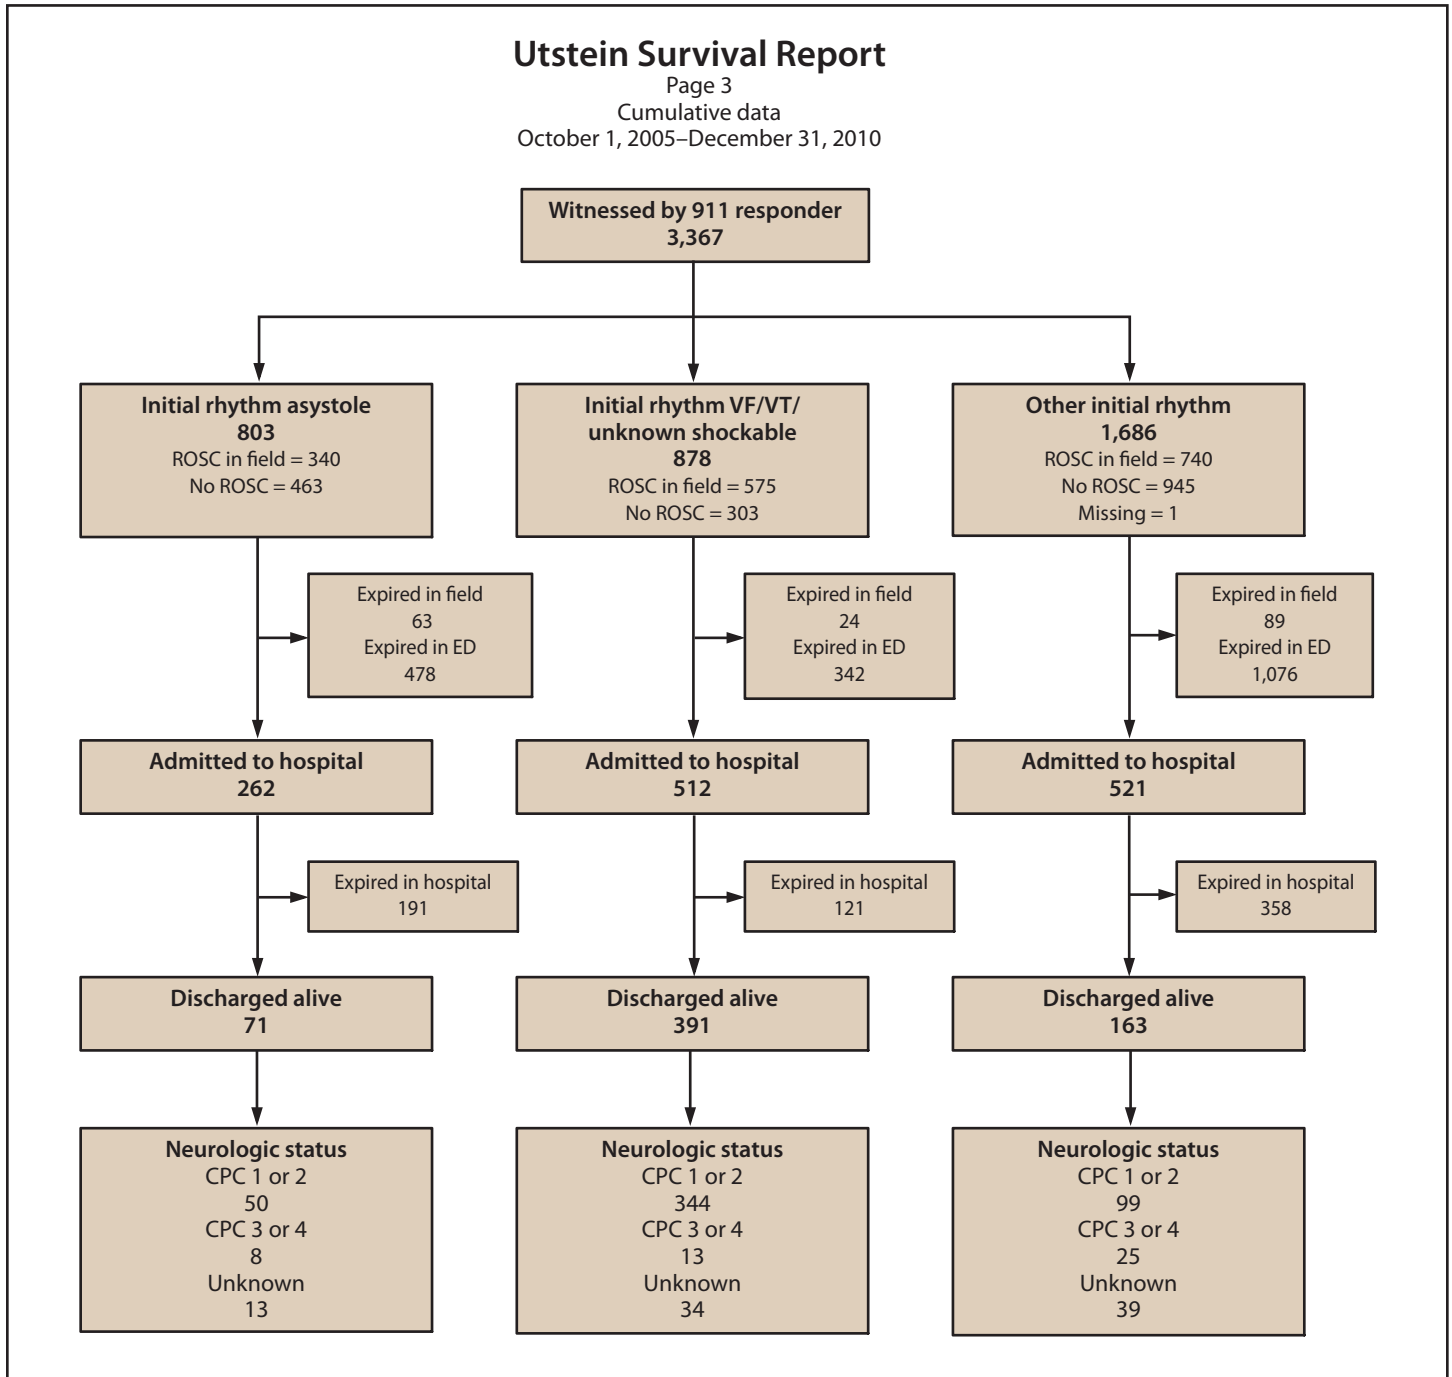 Utstein Survival Report
Page 3
Cumulative data
October 1, 2005–December 31, 2010
Witnessed by 911 responder
3,367
Initial rhythm asystole
803
ROSC in field = 340
No ROSC = 463
Initial rhythm VF/VT/
unknown shockable
878
ROSC in field = 575
No ROSC = 303
Other initial rhythm
1,686
ROSC in field = 740
No ROSC = 945
Missing = 1
Expired in field
63
Expired in ED
478
Expired in field
24
Expired in ED
342
Expired in field
89
Expired in ED
1,076
Admitted to hospital
262
Admitted to hospital
512
Admitted to hospital
521
Expired in hospital
191
Expired in hospital
121
Expired in hospital
358
Discharged alive
71
Discharged alive
391
Discharged alive
163
Neurologic status
CPC 1 or 2
50
CPC 3 or 4
8
Unknown
13
Neurologic status
CPC 1 or 2
344
CPC 3 or 4
13
Unknown
34
Neurologic status
CPC 1 or 2
99
CPC 3 or 4
25
Unknown
39